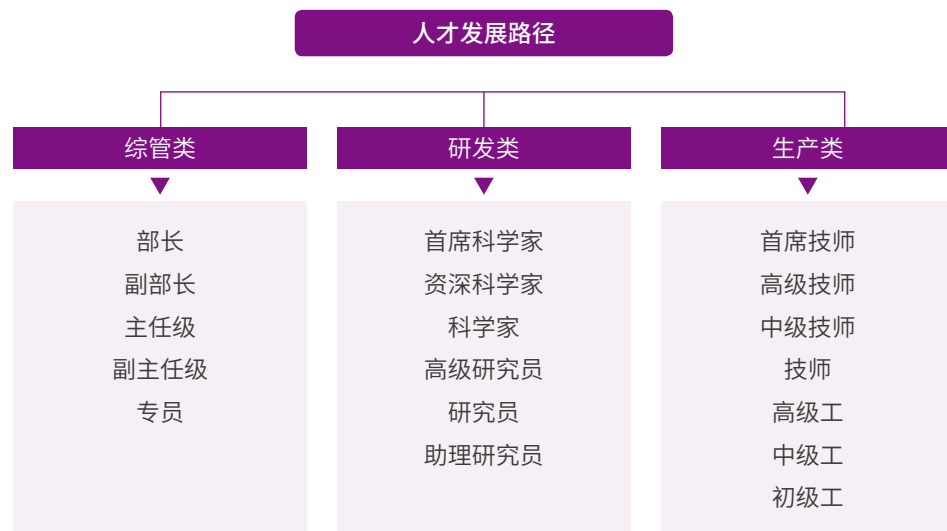 人才发展路径
综管类
部长
副部长
主任级
副主任级
专员
研发类
首席科学家
资深科学家
科学家
高级研究员
研究员
助理研究员
生产类
首席技师
高级技师
中级技师
技师
高级工
中级工
初级工